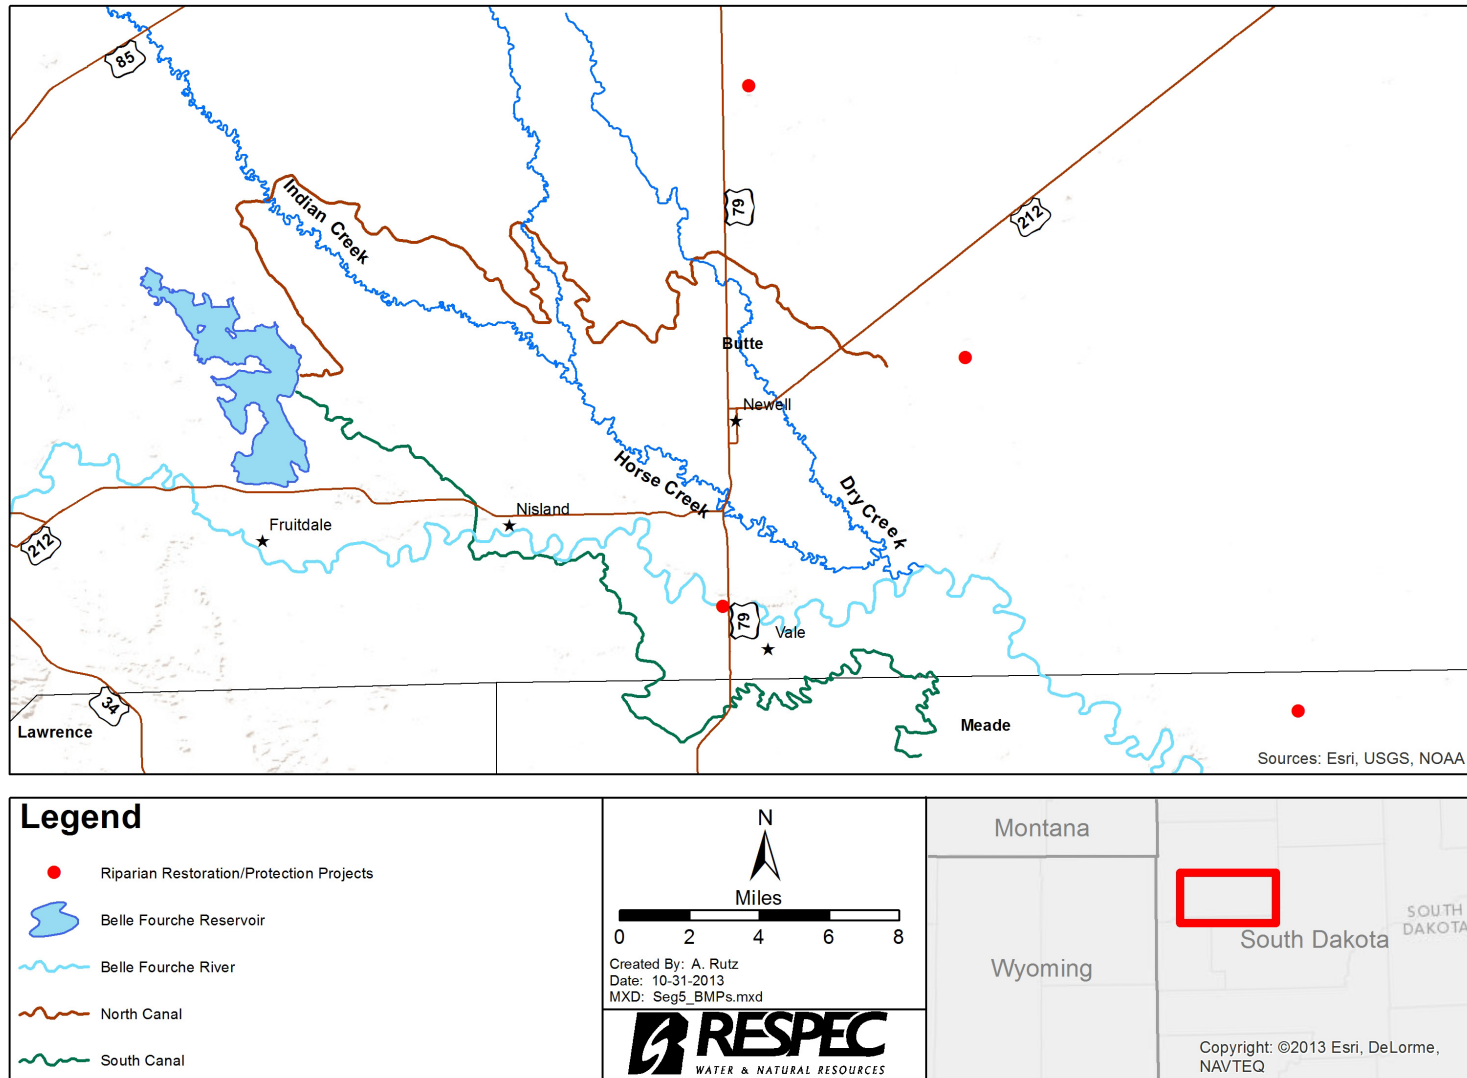 85
Indian Creek
79
212
Butte
Newell
Horse Creek
Dry Creek
Nisland
Fruitdale
212
79
Vale
34
Lawrence
Meade
Sources: Esri, USGS, NOAA
Legend
Riparian Restoration/Protection Projects
Belle Fourche Reservoir
Belle Fourche River
North Canal
South Canal
N
Miles
0 2 4 6 8
Created By: A. Rutz
Date: 10-31-2013
MXD: Seg5_BMPs.mxd
RESPEC
WATER & NATURAL RESOURCES
Montana
SOUTH
DAKOTA
South Dakota
Wyoming
Copyright: ©2013 Esri, DeLorme,
NAVTEQ